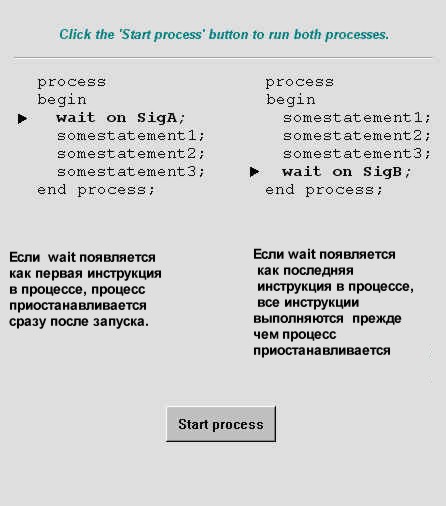 Click the 'Start process' button to run both processes.
process
begin
wait on SigA;
somestatement1;
somestatement2;
somestatement3;
end process;
process
begin
somestatement1;
somestatement2;
somestatement3;
wait on SigB;
end process;
Если wait появляется
как первая инструкция
в процессе, процесс
приостанавливается
сразу после запуска.
Если wait появляется
как последняя
инструкция в процессе,
все инструкции
выполняются прежде
чем процесс
приостанавливается
Start process